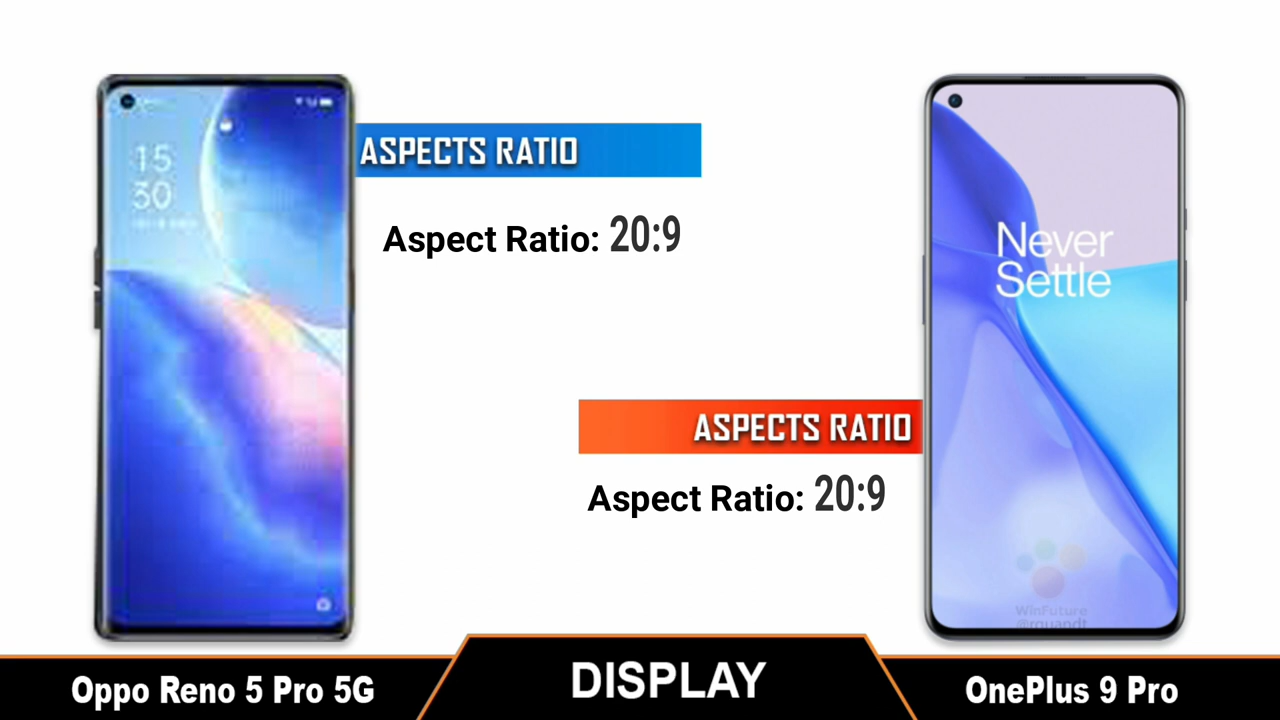 15
30
ASPECTS RATIO
Aspect Ratio: 20:9
Never
Settle
ASPECTS RATIO
Aspect Ratio: 20:9
WinFuture
@rquandt
Oppo Reno 5 Pro 5G
DISPLAY
OnePlus 9 Pro